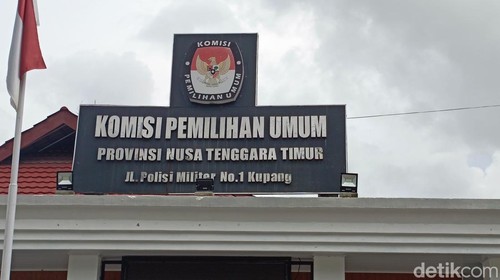 KOMISI
PEMILIHAN UMUM
KOMISI PEMILIHAN UMUM
PROVINSI NUSA TENGGARA TIMUR
JL. Polisi Militer No.1 Kupang
detikcom